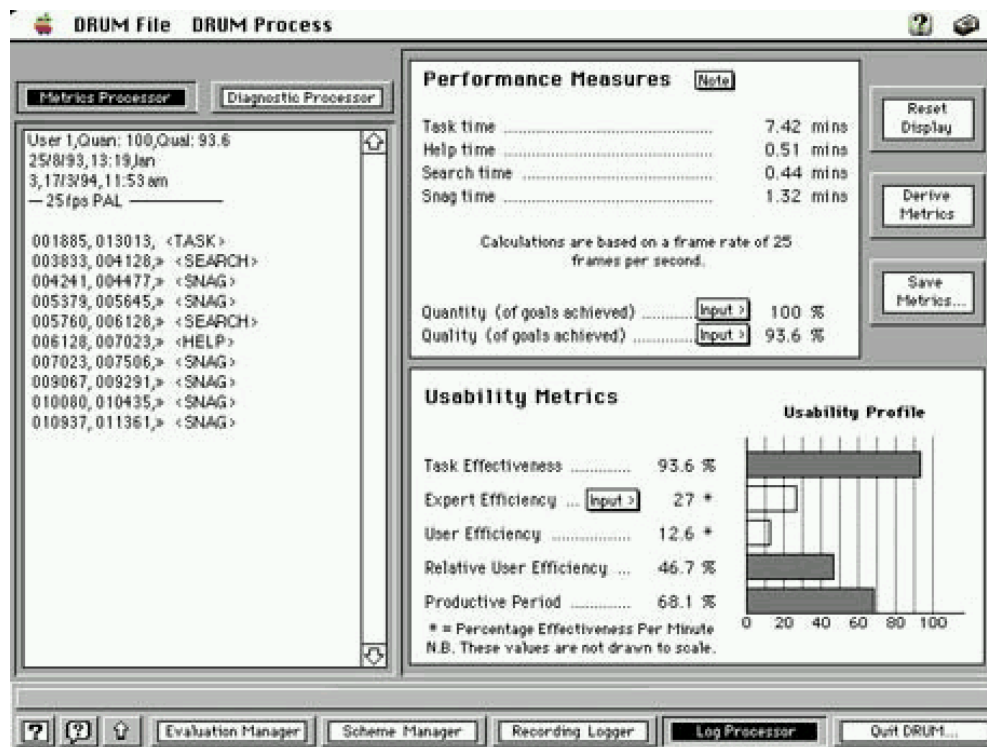 DRUM File DRUM Process
Metrics Processor
Diagnostic Processor
User 1,Quan: 100,Qual: 93.6
25/8/93,13:19,Ian
3,17/3/94,11:53 am
— 25fps PAL —
001885, 013013, <TASK>
003833, 004128,» <SEARCH>
004241, 004477,» <SNAG>
005379, 005645,» <SNAG>
005760, 006128,» <SEARCH>
006128, 007023,» <HELP>
007023, 007506,» <SNAG>
009067, 009291,» <SNAG>
010080, 010435,» <SNAG>
010937, 011361,» <SNAG>
Performance Measures Note
Task time ........ 7.42 mins
Help time ........ 0.51 mins
Search time ........ 0.44 mins
Snag time ........ 1.32 mins
Calculations are based on a frame rate of 25
frames per second.
Quantity (of goals achieved) ........ Input > 100 %
Quality (of goals achieved) ........ Input > 93.6 %
Reset
Display
Derive
Metrics
Save
Metrics...
Usability Metrics
Task Effectiveness ........ 93.6 %
Expert Efficiency ... Input > 27 *
User Efficiency ........ 12.6 *
Relative User Efficiency ... 46.7 %
Productive Period ........ 68.1 %
* = Percentage Effectiveness Per Minute
N.B. These values are not drawn to scale.
Usability Profile
0 20 40 60 80 100
? ?
Evaluation Manager
Scheme Manager
Recording Logger
Log Processor
Quit DRUM...